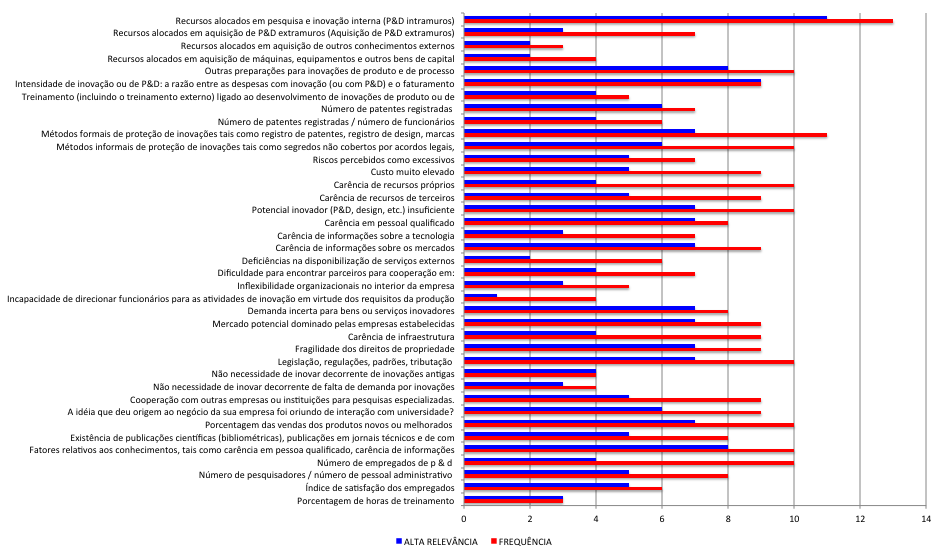 Recursos alocados em pesquisa e inovação interna (P&D intramuros)
Recursos alocados em aquisição de P&D extramuros (Aquisição de P&D extramuros)
Recursos alocados em aquisição de outros conhecimentos externos
Recursos alocados em aquisição de máquinas, equipamentos e outros bens de capital
Outras preparações para inovações de produto e de processo
Intensidade de inovação ou de P&D: a razão entre as despesas com inovação (ou com P&D) e o faturamento
Treinamento (incluindo o treinamento externo) ligado ao desenvolvimento de inovações de produto ou de
Número de patentes registradas
Número de patentes registradas / número de funcionários
Métodos formais de proteção de inovações tais como registro de patentes, registro de design, marcas
Métodos informais de proteção de inovações tais como segredos não cobertos por acordos legais,
Riscos percebidos como excessivos
Custo muito elevado
Carência de recursos próprios
Carência de recursos de terceiros
Potencial inovador (P&D, design, etc.) insuficiente
Carência em pessoal qualificado
Carência de informações sobre a tecnologia
Carência de informações sobre os mercados
Deficiências na disponibilização de serviços externos
Dificuldade para encontrar parceiros para cooperação em:
Inflexibilidade organizacionais no interior da empresa
Incapacidade de direcionar funcionários para as atividades de inovação em virtude dos requisitos da produção
Demanda incerta para bens ou serviços inovadores
Mercado potencial dominado pelas empresas estabelecidas
Carência de infraestrutura
Fragilidade dos direitos de propriedade
Legislação, regulações, padrões, tributação
Não necessidade de inovar decorrente de inovações antigas
Não necessidade de inovar decorrente de falta de demanda por inovações
Cooperação com outras empresas ou instituições para pesquisas especializadas.
A idéia que deu origem ao negócio da sua empresa foi oriundo de interação com universidade?
Porcentagem das vendas dos produtos novos ou melhorados
Existência de publicações científicas (bibliométricas), publicações em jornais técnicos e de com
Fatores relativos aos conhecimentos, tais como carência em pessoa qualificado, carência de informações
Número de empregados de p & d
Número de pesquisadores / número de pessoal administrativo
Índice de satisfação dos empregados
Porcentagem de horas de treinamento
0 2 4 6 8 10 12 14
ALTA RELEVÂNCIA FREQUÊNCIA